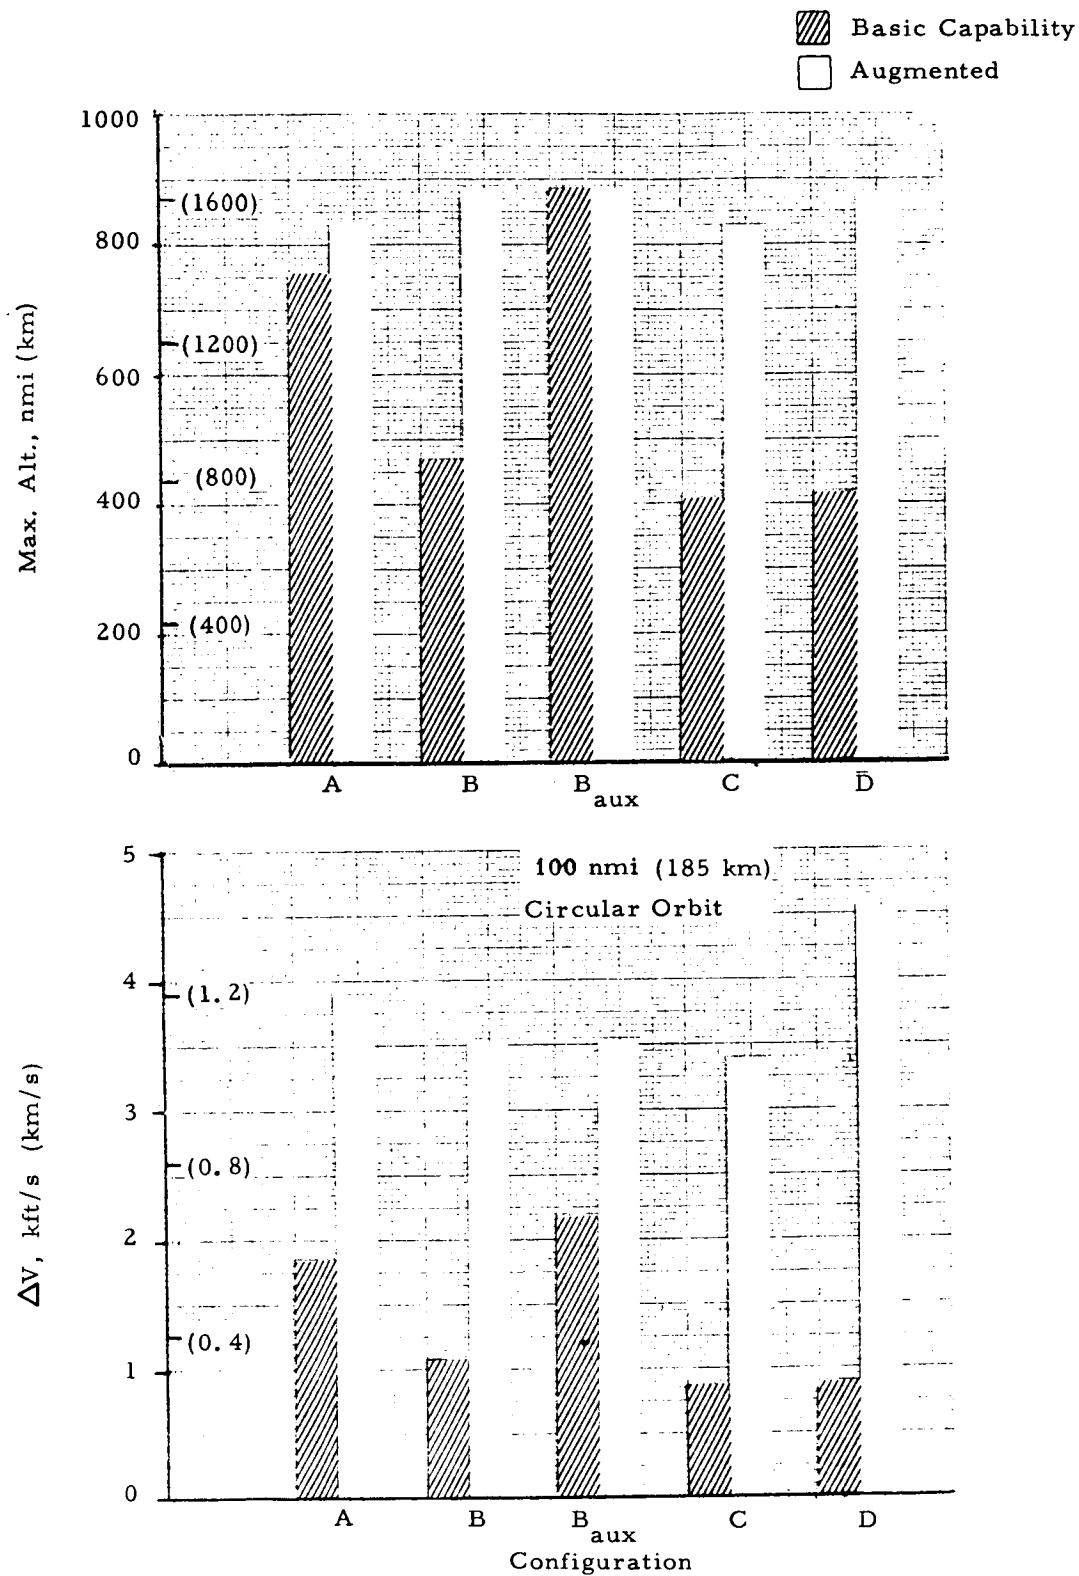 Basic Capability
Augmented
1000
(1600)
800
(1200)
600
(800)
400
(400)
200
0
Max. Alt., nmi (km)
A B B aux C D
5
100 nmi (185 km)
Circular Orbit
4
(1.2)
3
(0.8)
2
(0.4)
1
0
ΔV, kft/s (km/s)
A B B aux C D
Configuration